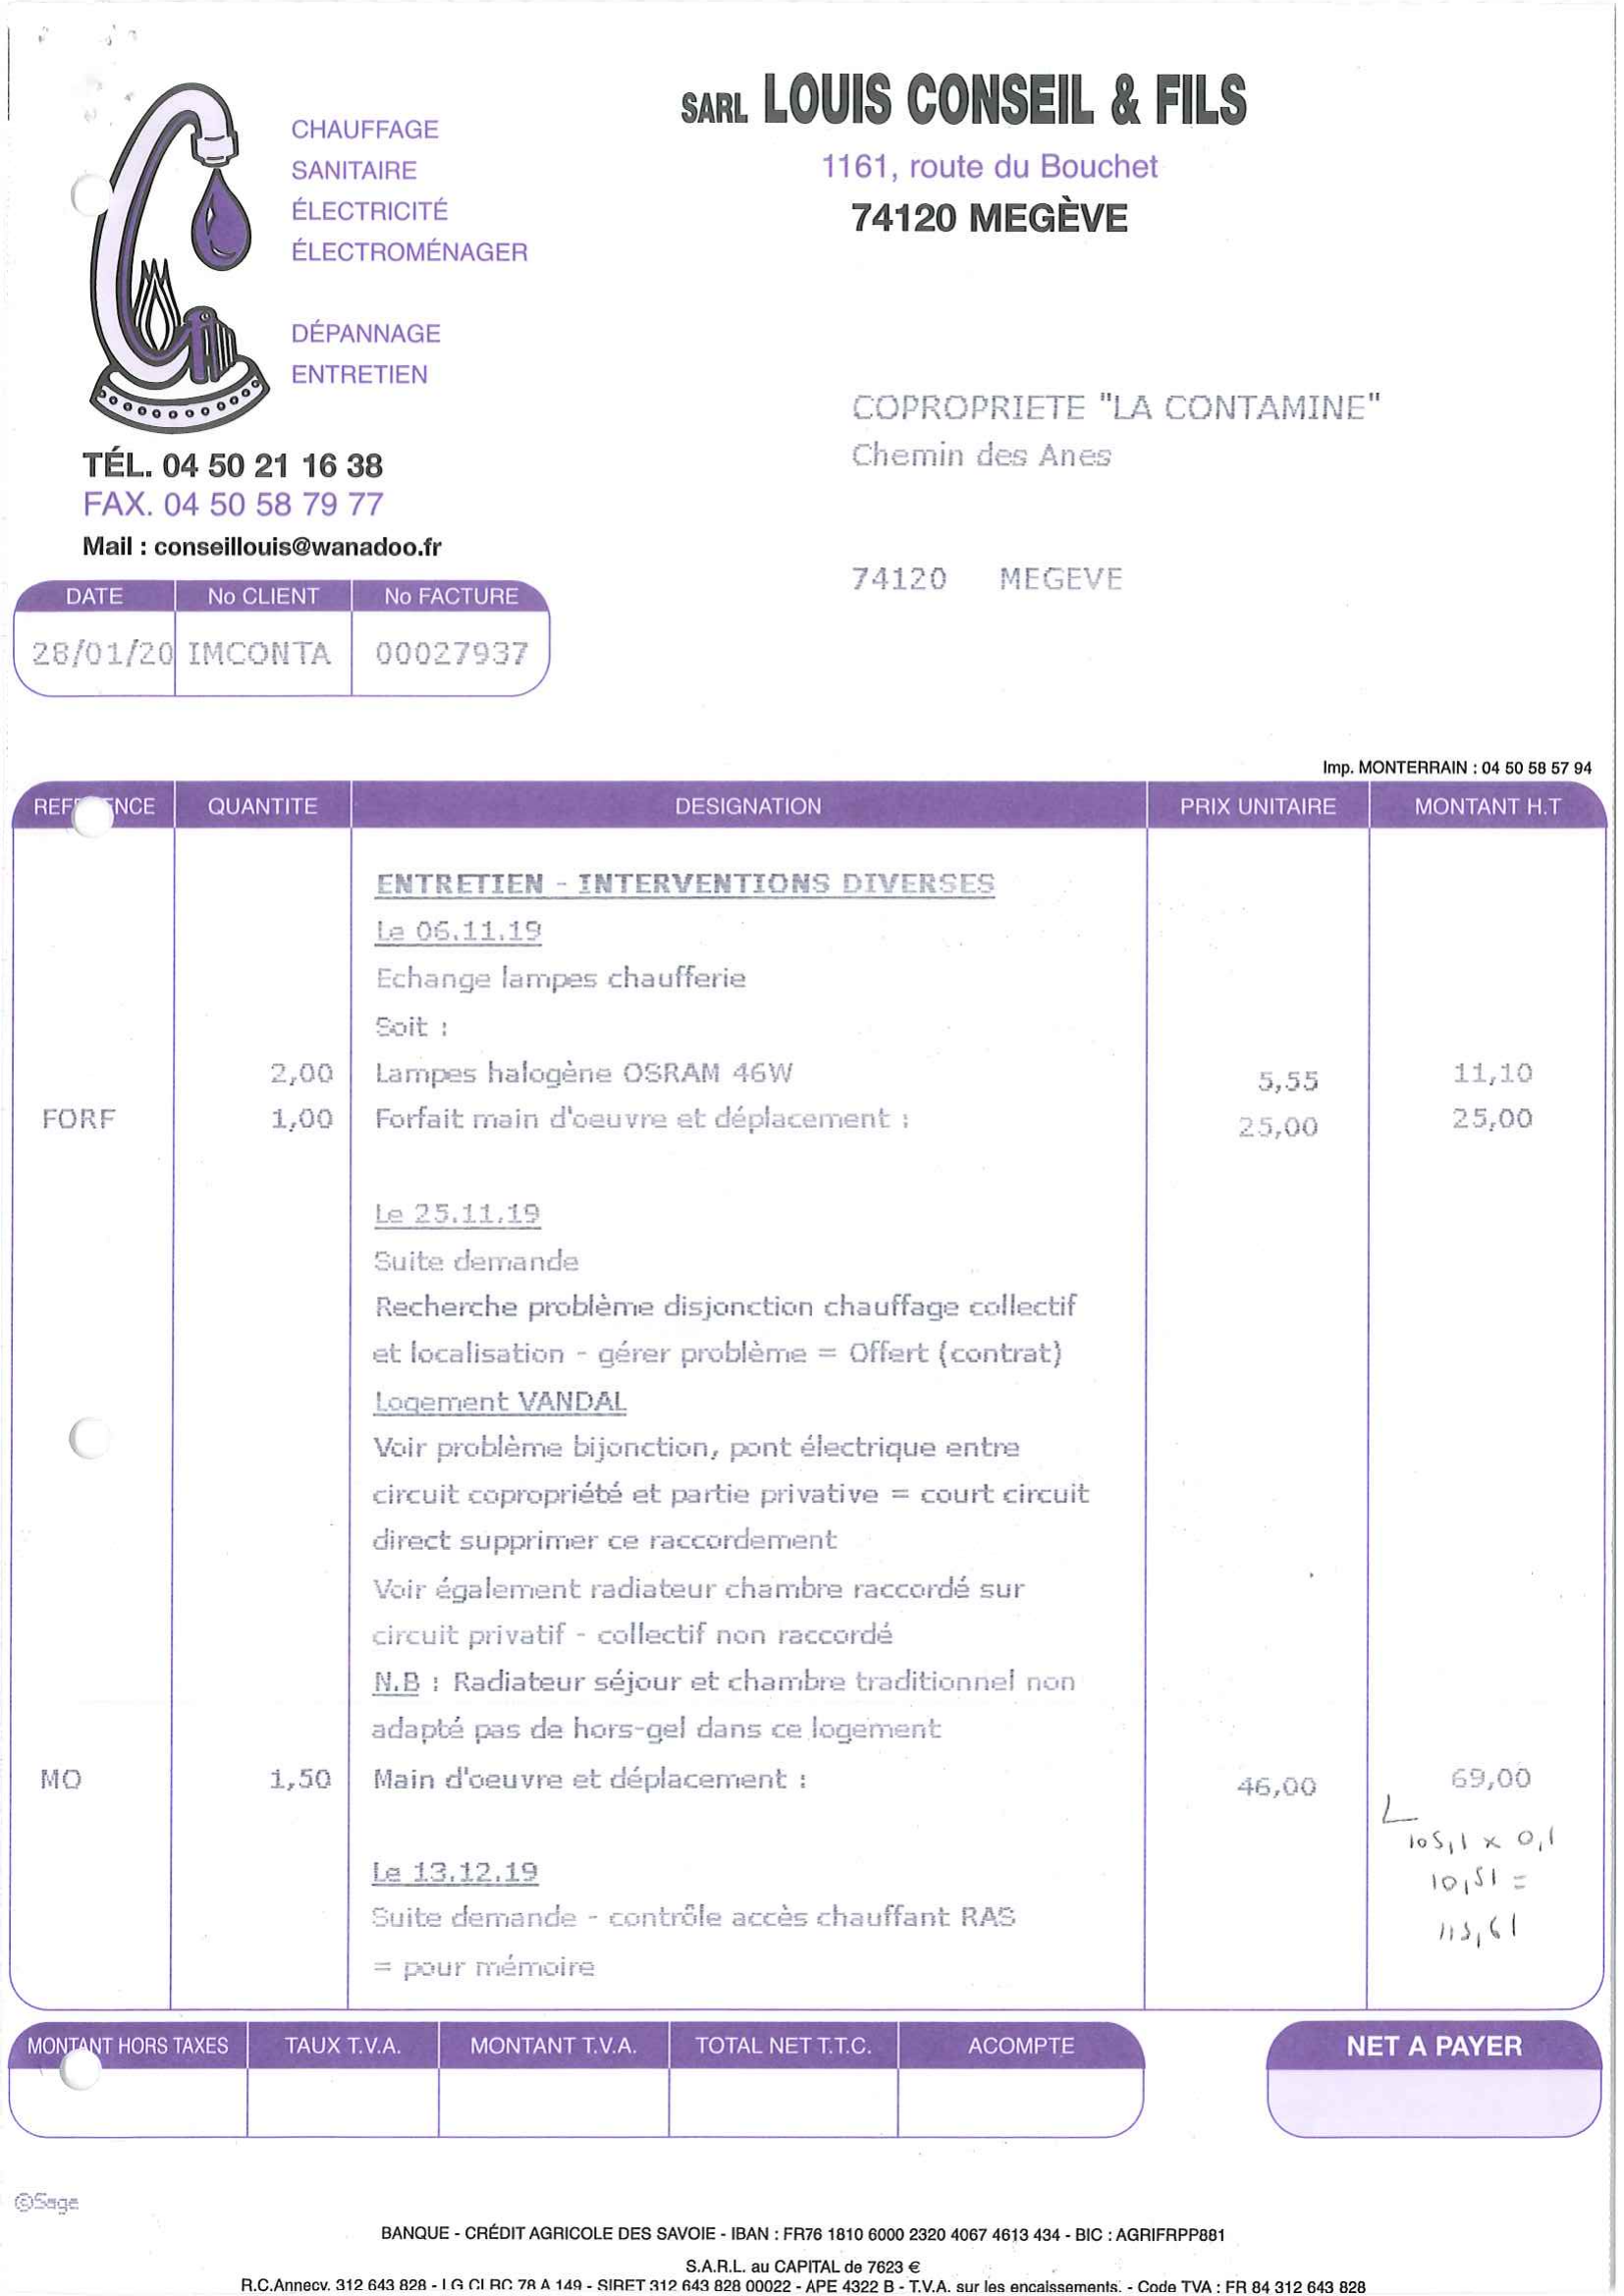 SARL LOUIS CONSEIL & FILS
1161, route du Bouchet
74120 MEGÈVE
CHAUFFAGE
SANITAIRE
ÉLECTRICITÉ
ÉLECTROMÉNAGER
DÉPANNAGE
ENTRETIEN
TÉL. 04 50 21 16 38
FAX. 04 50 58 79 77
Mail : conseillouis@wanadoo.fr
COPROPRIETE "LA CONTAMINE"
Chemin des Anes
74120 MEGEVE
DATE No CLIENT No FACTURE
28/01/20 IMCONTA 00027937
Imp. MONTERRAIN : 04 50 58 57 94
QUANTITE DESIGNATION PRIX UNITAIRE MONTANT H.T
ENTRETIEN - INTERVENTIONS DIVERSES
Le 06.11.19
Echange lampes chaufferie
Soit :
2,00 Lampes halogène OSRAM 46W 5,55 11,10
FORF 1,00 Forfait main d'oeuvre et déplacement : 25,00 25,00
Le 25.11.19
Suite demande
Recherche problème disjonction chauffage collectif
et localisation - gérer problème = Offert (contrat)
Logement VANDAL
Voir problème bijonction, pont électrique entre
circuit copropriété et partie privative = court circuit
direct supprimer ce raccordement
Voir également radiateur chambre raccordé sur
circuit privatif - collectif non raccordé
N.B : Radiateur séjour et chambre traditionnel non
adapté pas de hors-gel dans ce logement
MO 1,50 Main d'oeuvre et déplacement : 46,00 69,00
105,1 x 0,1
10,51 =
115,61
Le 13.12.19
Suite demande - contrôle accès chauffant RAS
= pour mémoire
MONTANT HORS TAXES TAUX T.V.A. MONTANT T.V.A. TOTAL NET T.T.C. ACOMPTE NET A PAYER
©Sage
BANQUE - CRÉDIT AGRICOLE DES SAVOIE - IBAN : FR76 1810 6000 2320 4067 4613 434 - BIC : AGRIFRPP881
S.A.R.L. au CAPITAL de 7623 €
R.C.Annecy. 312 643 828 - LG CLRC 78 A 149 - SIRET 312 643 828 00022 - APE 4322 B - T.V.A. sur les encaissements. - Code TVA : FR 84 312 643 828